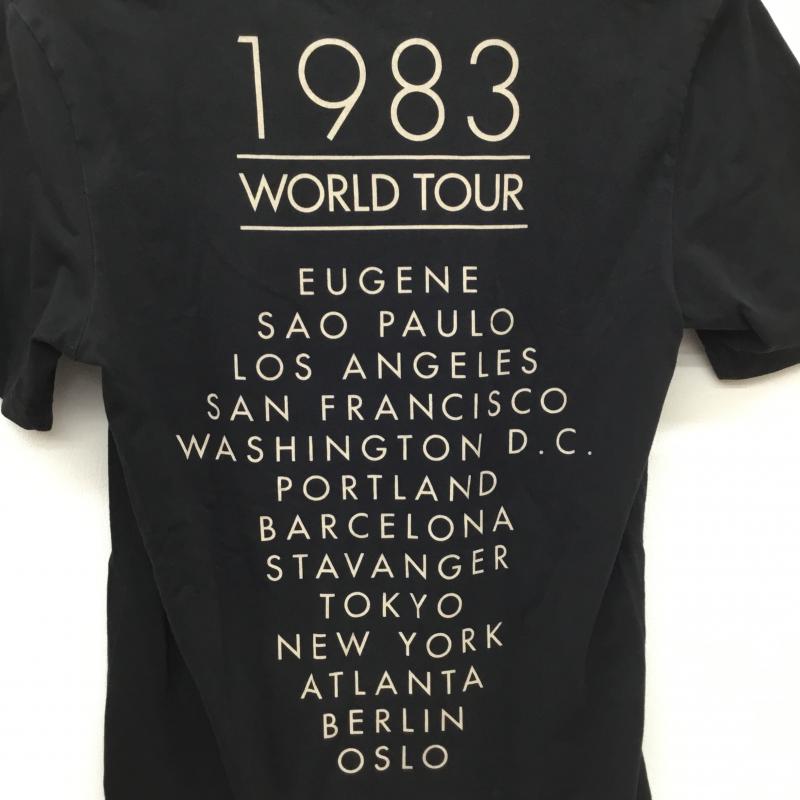 1983
WORLD TOUR
EUGENE
SAO PAULO
LOS ANGELES
SAN FRANCISCO
WASHINGTON D.C.
PORTLAND
BARCELONA
STAVANGER
TOKYO
NEW YORK
ATLANTA
BERLIN
OSLO